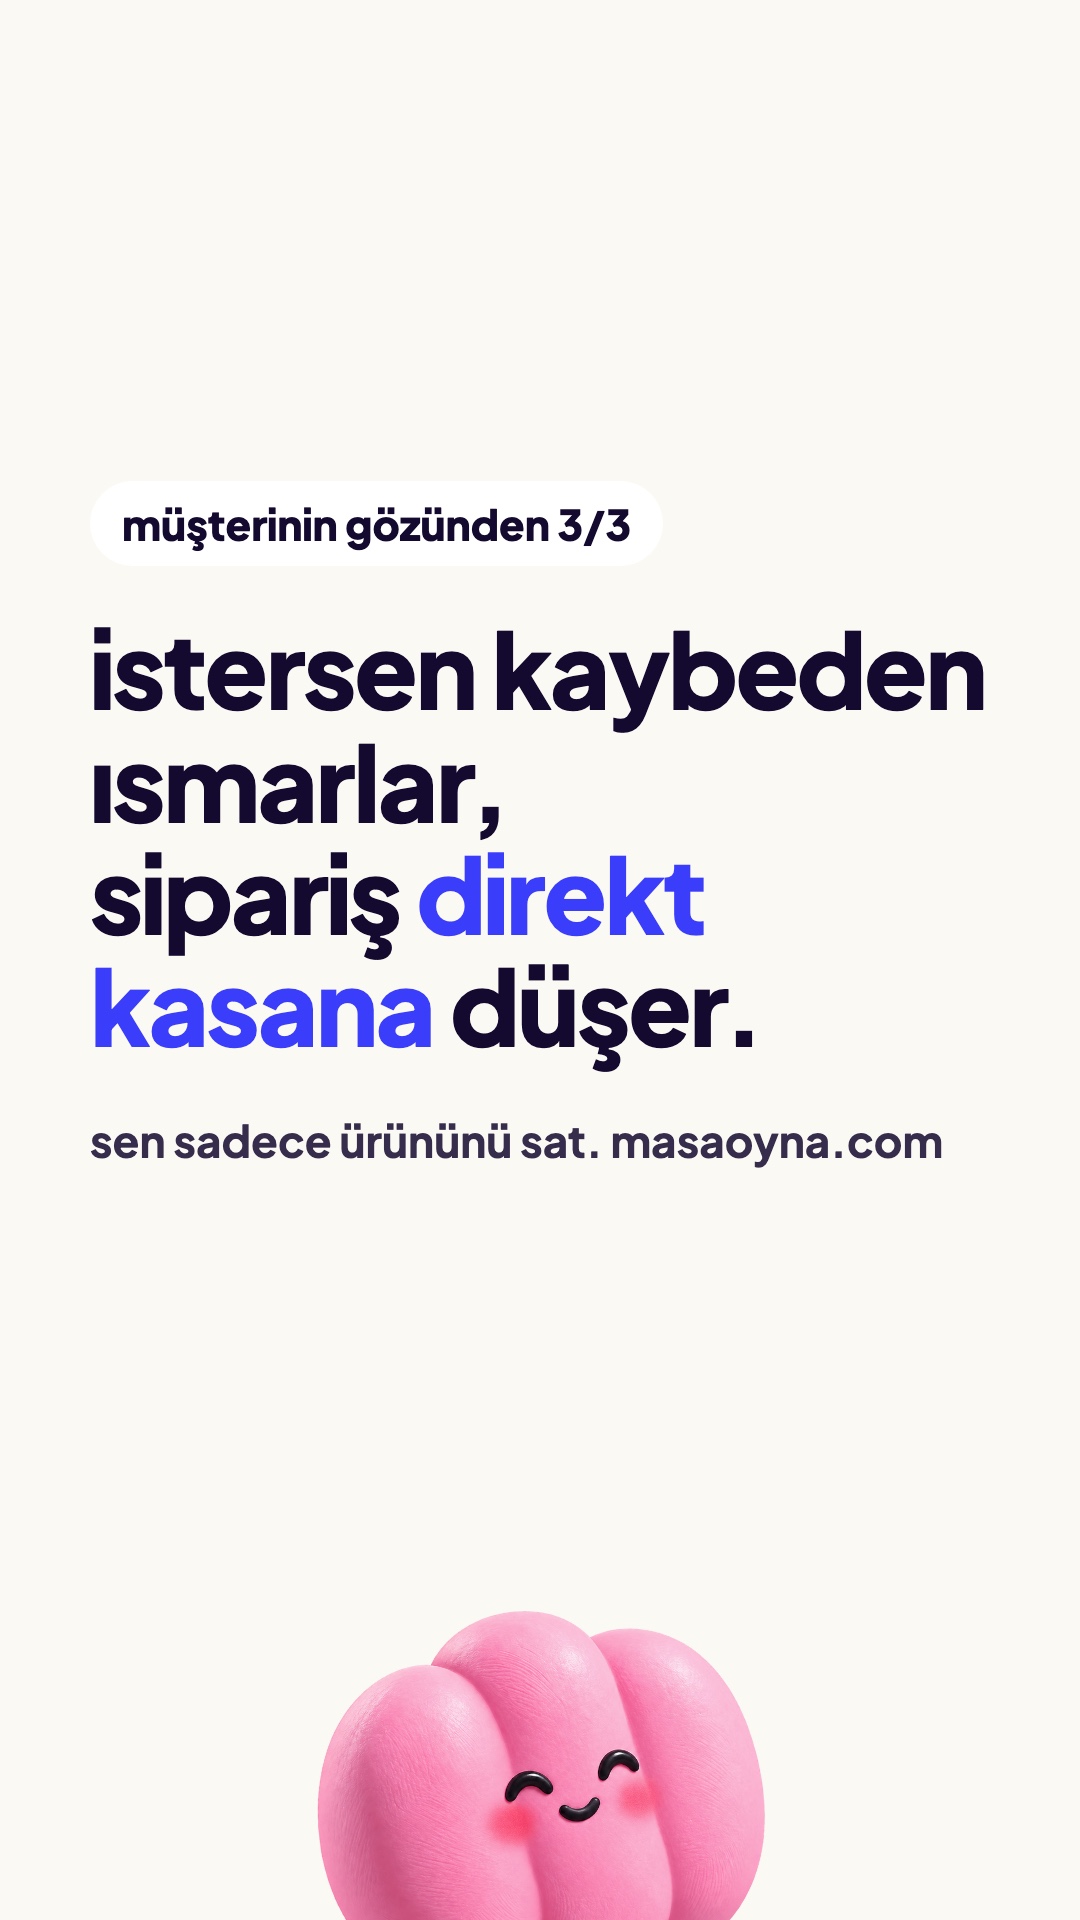 müşterinin gözünden 3/3
istersen kaybeden
ısmarlar,
sipariş direkt
kasana düşer.
sen sadece ürününü sat. masaoyna.com